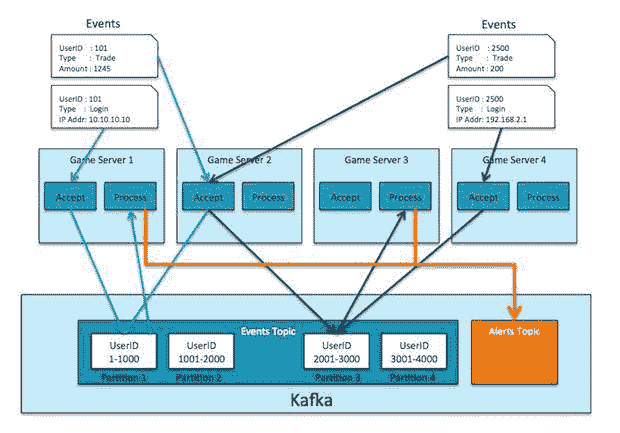 Events
Events
UserID : 101
Type : Trade
Amount : 1245
UserID : 2500
Type : Trade
Amount : 200
UserID : 101
Type : Login
IP Addr: 10.10.10.10
UserID : 2500
Type : Login
IP Addr: 192.168.2.1
Game Server 1
Game Server 2
Game Server 3
Game Server 4
Accept
Process
Accept
Process
Accept
Process
Accept
Process
Events Topic
Alerts Topic
UserID
1-1000
UserID
1001-2000
UserID
2001-3000
UserID
3001-4000
Partition 1
Partition 2
Partition 3
Partition 4
Kafka